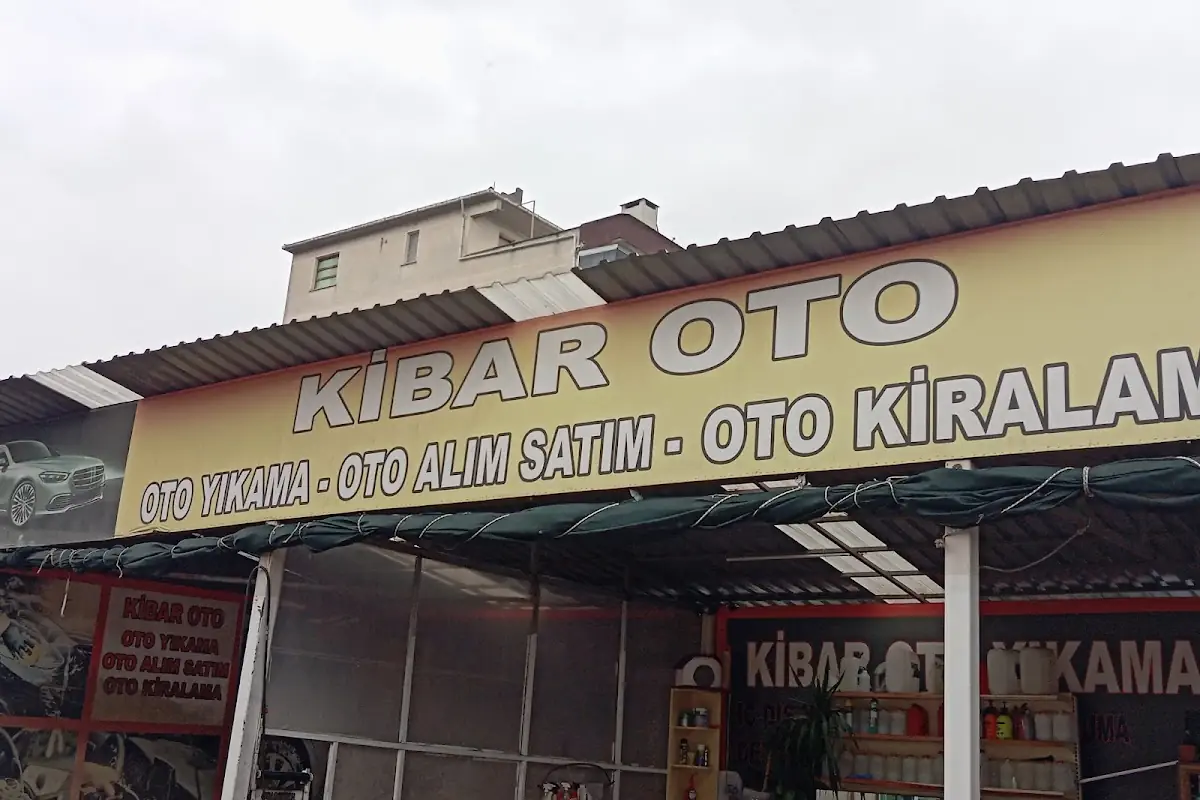 KİBAR OTO
OTO YIKAMA - OTO ALIM SATIM - OTO KİRALAM
KİBAR OTO
OTO YIKAMA
OTO ALIM SATIM
OTO KİRALAMA
KİBAR OTO YIKAMA